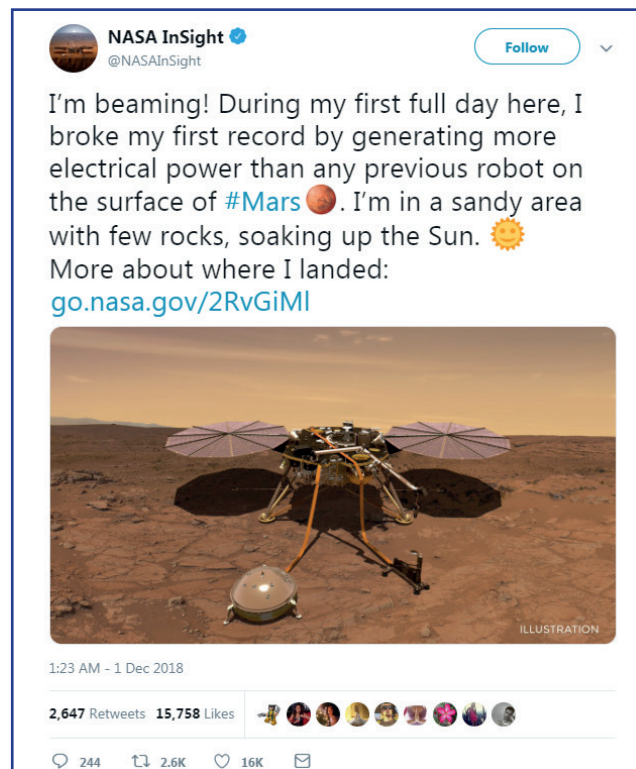 NASA InSight
@NASAInSight
Follow
I'm beaming! During my first full day here, I
broke my first record by generating more
electrical power than any previous robot on
the surface of #Mars. I'm in a sandy area
with few rocks, soaking up the Sun.
More about where I landed:
go.nasa.gov/2RvGiMl
ILLUSTRATION
1:23 AM - 1 Dec 2018
2,647 Retweets 15,758 Likes
244 2.6K 16K